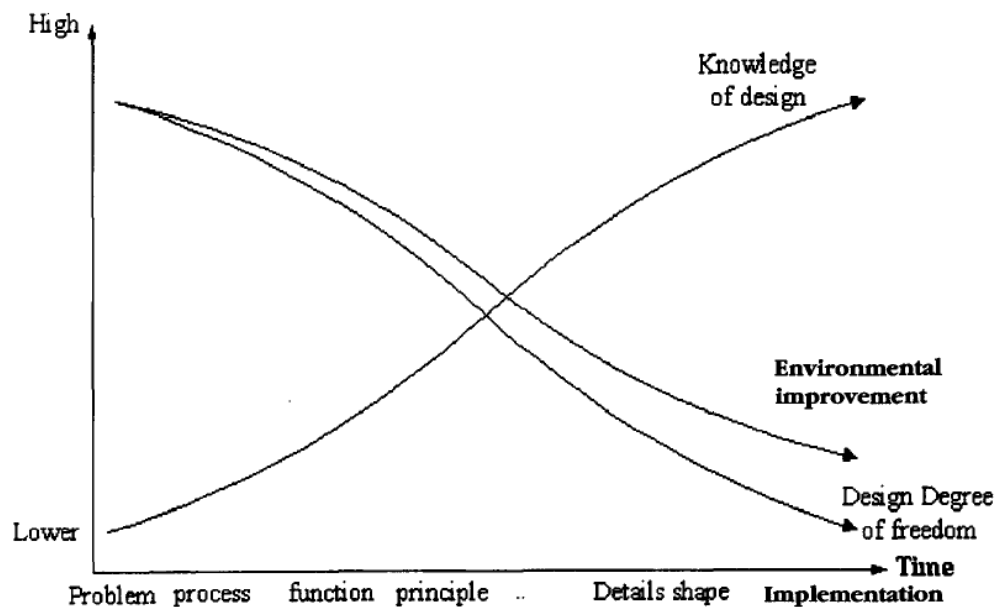 High
Knowledge
of design
Environmental
improvement
Design Degree
of freedom
Lower
Time
Problem process function principle .. Details shape Implementation